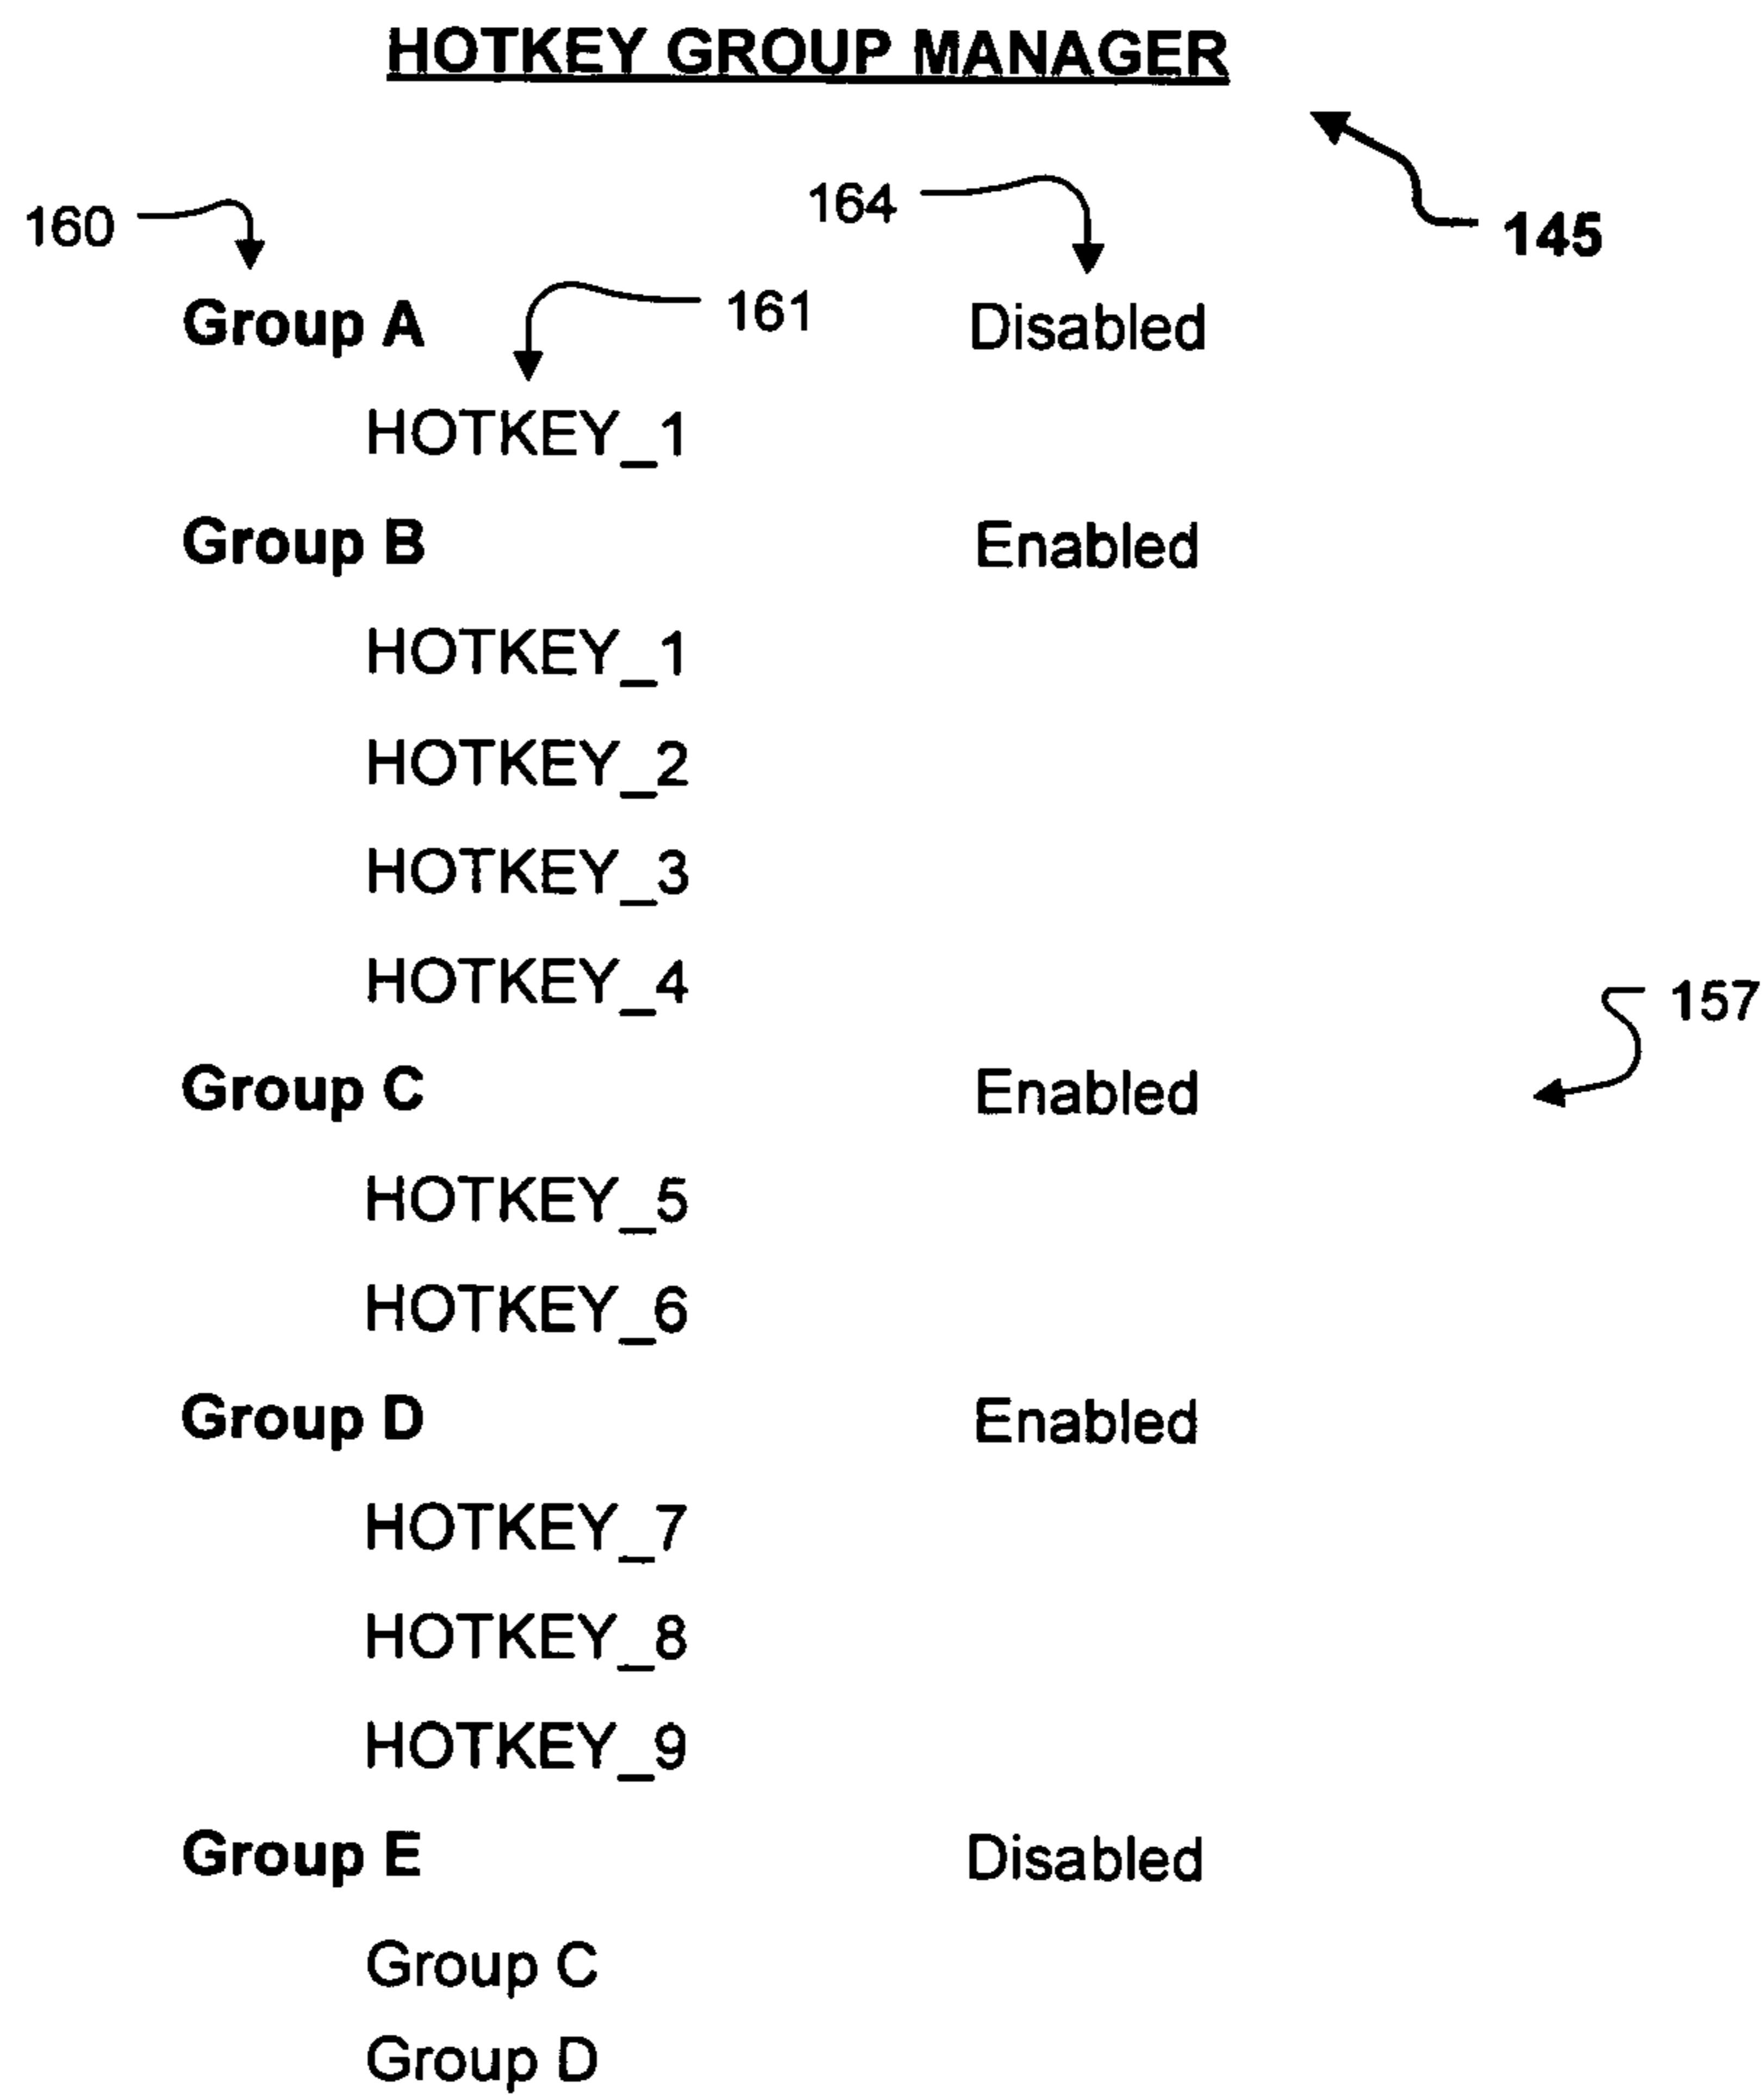 HOTKEY GROUP MANAGER
160
164
145
Group A
161
Disabled
HOTKEY_1
Group B Enabled
HOTKEY_1
HOTKEY_2
HOTKEY_3
HOTKEY_4
157
Group C Enabled
HOTKEY_5
HOTKEY_6
Group D Enabled
HOTKEY_7
HOTKEY_8
HOTKEY_9
Group E Disabled
Group C
Group D